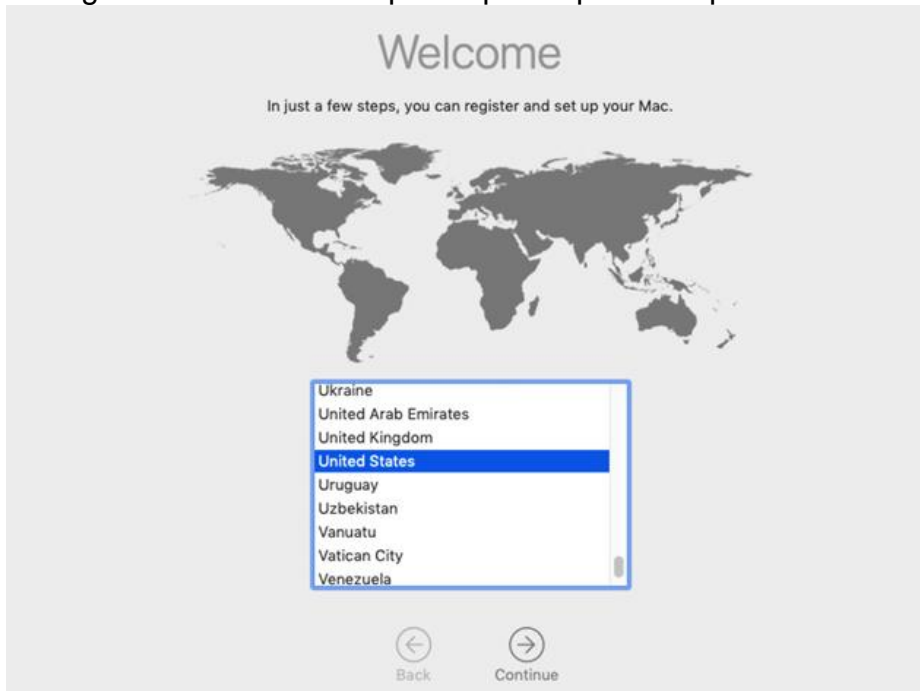 Welcome
In just a few steps, you can register and set up your Mac.
Ukraine
United Arab Emirates
United Kingdom
United States
Uruguay
Uzbekistan
Vanuatu
Vatican City
Venezuela
Back
Continue